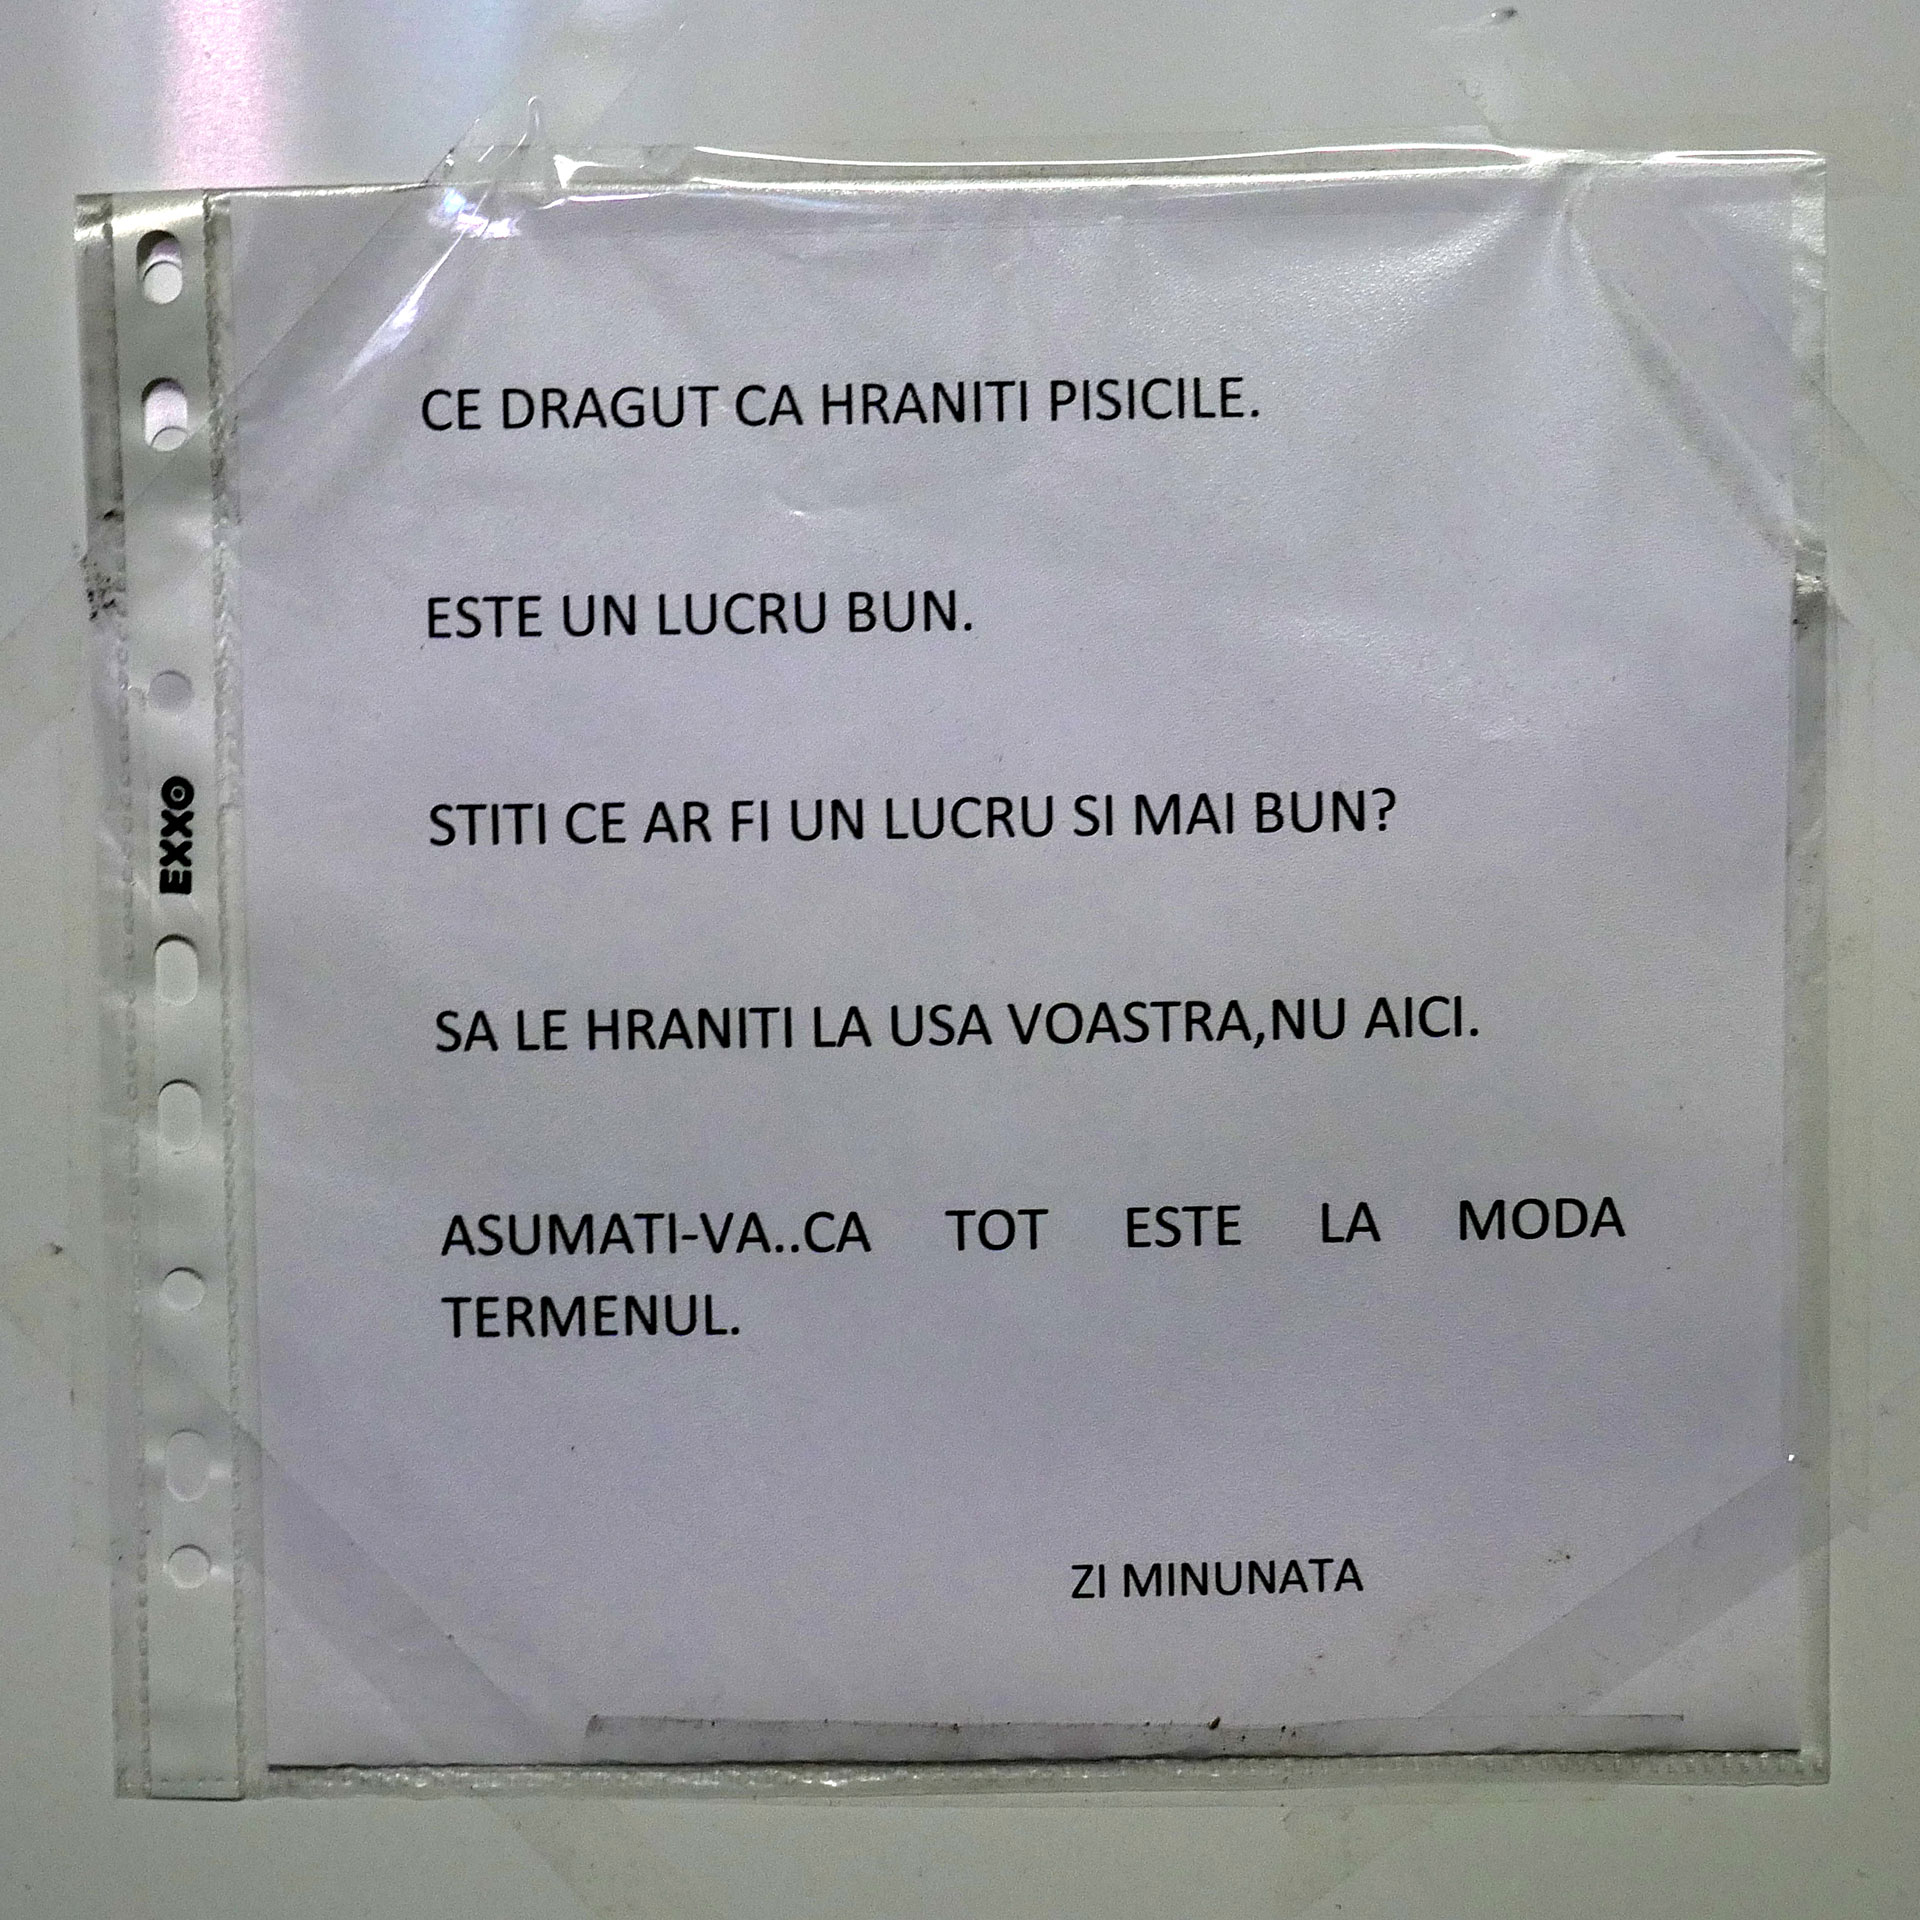 CE DRAGUT CA HRANITI PISICILE.
ESTE UN LUCRU BUN.
STITI CE AR FI UN LUCRU SI MAI BUN?
SA LE HRANITI LA USA VOASTRA,NU AICI.
ASUMATI-VA..CA TOT ESTE LA MODA
TERMENUL.
ZI MINUNATA
EXXO